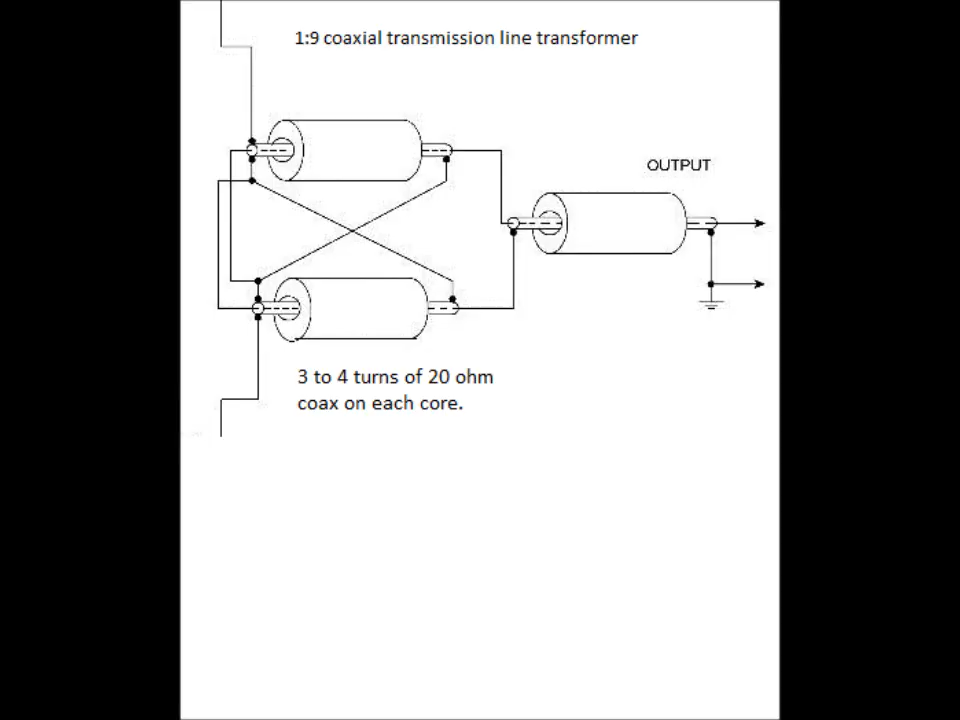 1:9 coaxial transmission line transformer
OUTPUT
3 to 4 turns of 20 ohm
coax on each core.